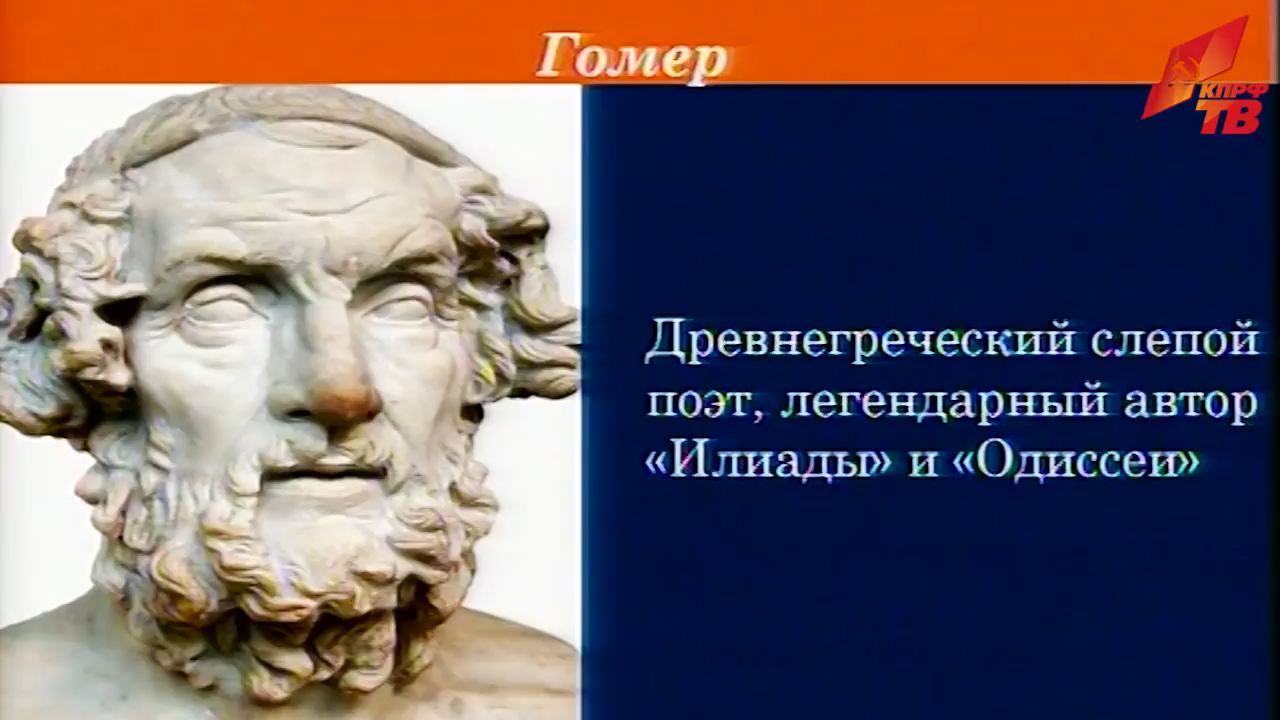 Гомер
КПРФ
ТВ
Древнегреческий слепой
поэт, легендарный автор
«Илиады» и «Одиссеи»